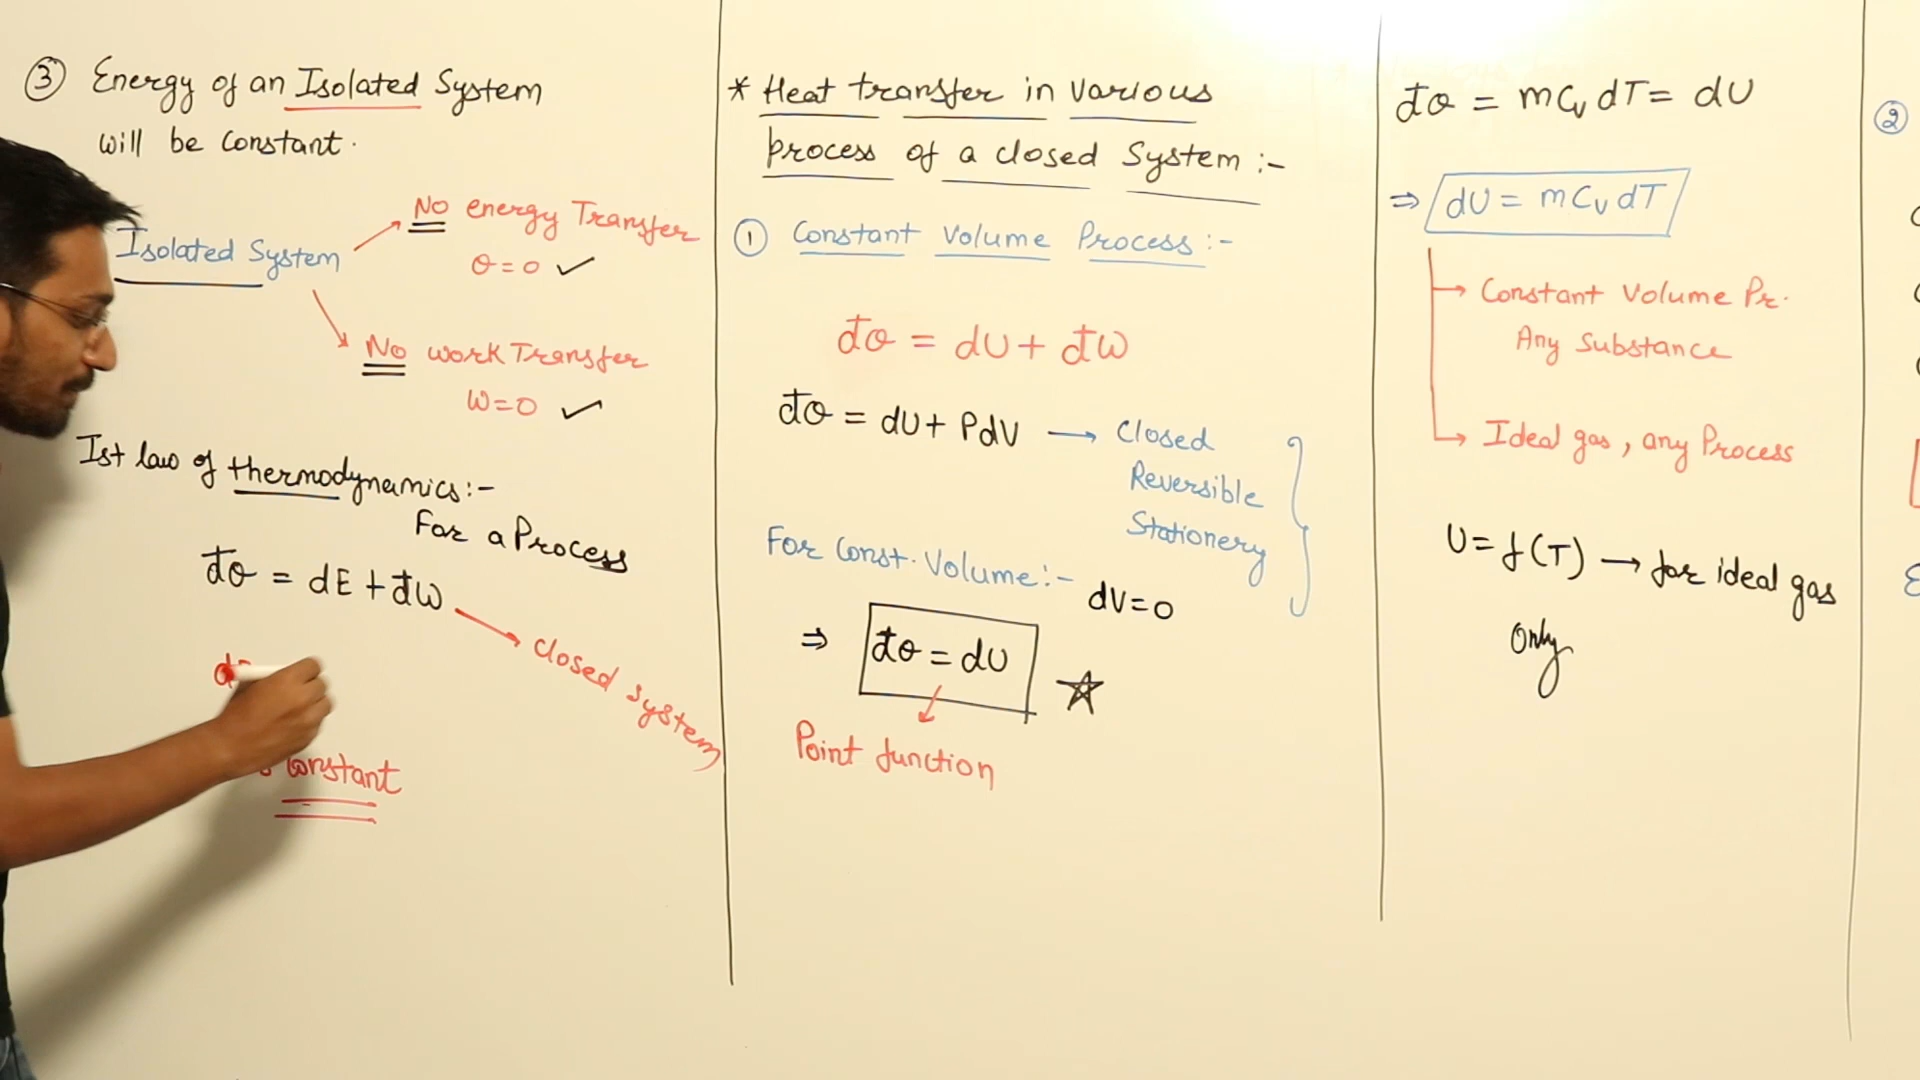 ③ Energy of an Isolated System
will be constant.
Isolated System
No energy Transfer
Q=0 ✓
No work Transfer
W=0 ✓
Ist law of thermodynamics:-
For a Process
đQ = dE + đW
closed system
constant
* Heat transfer in various
process of a closed System :-
① Constant Volume Process :-
đQ = dU + đW
đQ = dU + PdV → Closed
Reversible
Stationery
For Const. Volume :- dV=0
⇒ đQ = dU ☆
Point function
đQ = mCv dT = dU
⇒ dU = mCv dT
→ Constant Volume Pr.
Any Substance
→ Ideal gas, any Process
U = f(T) → for ideal gas
Only
②